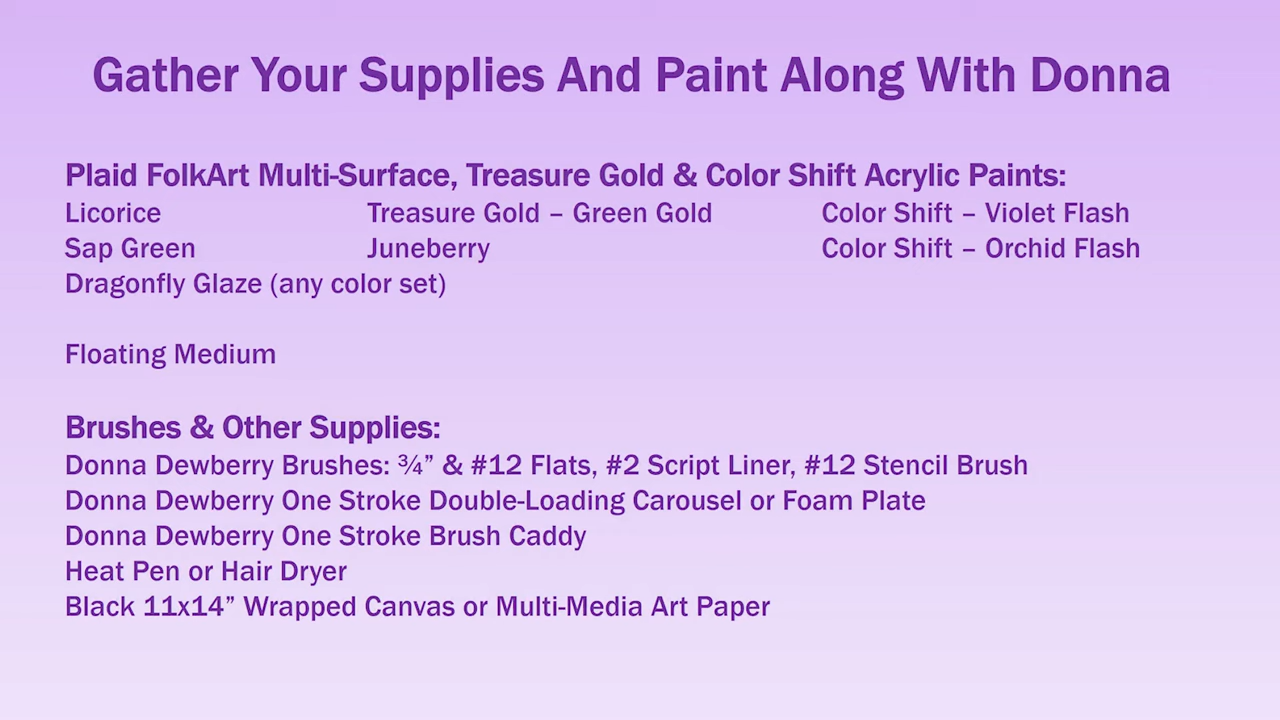 Gather Your Supplies And Paint Along With Donna
Plaid FolkArt Multi-Surface, Treasure Gold & Color Shift Acrylic Paints:
Licorice Treasure Gold – Green Gold Color Shift – Violet Flash
Sap Green Juneberry Color Shift – Orchid Flash
Dragonfly Glaze (any color set)
Floating Medium
Brushes & Other Supplies:
Donna Dewberry Brushes: ¾” & #12 Flats, #2 Script Liner, #12 Stencil Brush
Donna Dewberry One Stroke Double-Loading Carousel or Foam Plate
Donna Dewberry One Stroke Brush Caddy
Heat Pen or Hair Dryer
Black 11x14” Wrapped Canvas or Multi-Media Art Paper